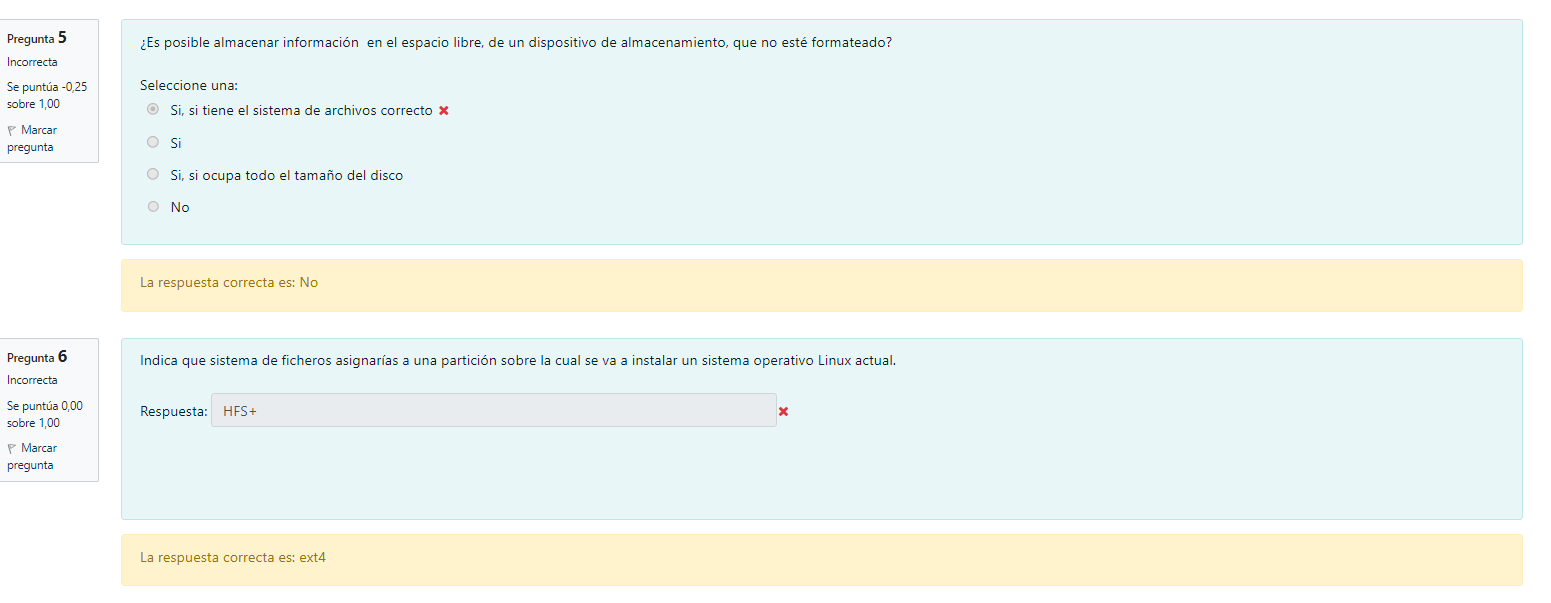 Pregunta 5
Incorrecta
Se puntúa -0,25
sobre 1,00
Marcar
pregunta
¿Es posible almacenar información  en el espacio libre, de un dispositivo de almacenamiento, que no esté formateado?
Seleccione una:
Si, si tiene el sistema de archivos correcto
Si
Si, si ocupa todo el tamaño del disco
No
La respuesta correcta es: No
Pregunta 6
Incorrecta
Se puntúa 0,00
sobre 1,00
Marcar
pregunta
Indica que sistema de ficheros asignarías a una partición sobre la cual se va a instalar un sistema operativo Linux actual.
Respuesta: HFS+
La respuesta correcta es: ext4